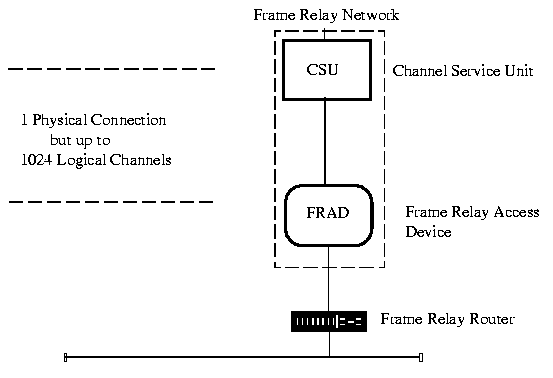 Frame Relay Network
CSU
Channel Service Unit
1 Physical Connection
but up to
1024 Logical Channels
FRAD
Frame Relay Access
Device
Frame Relay Router